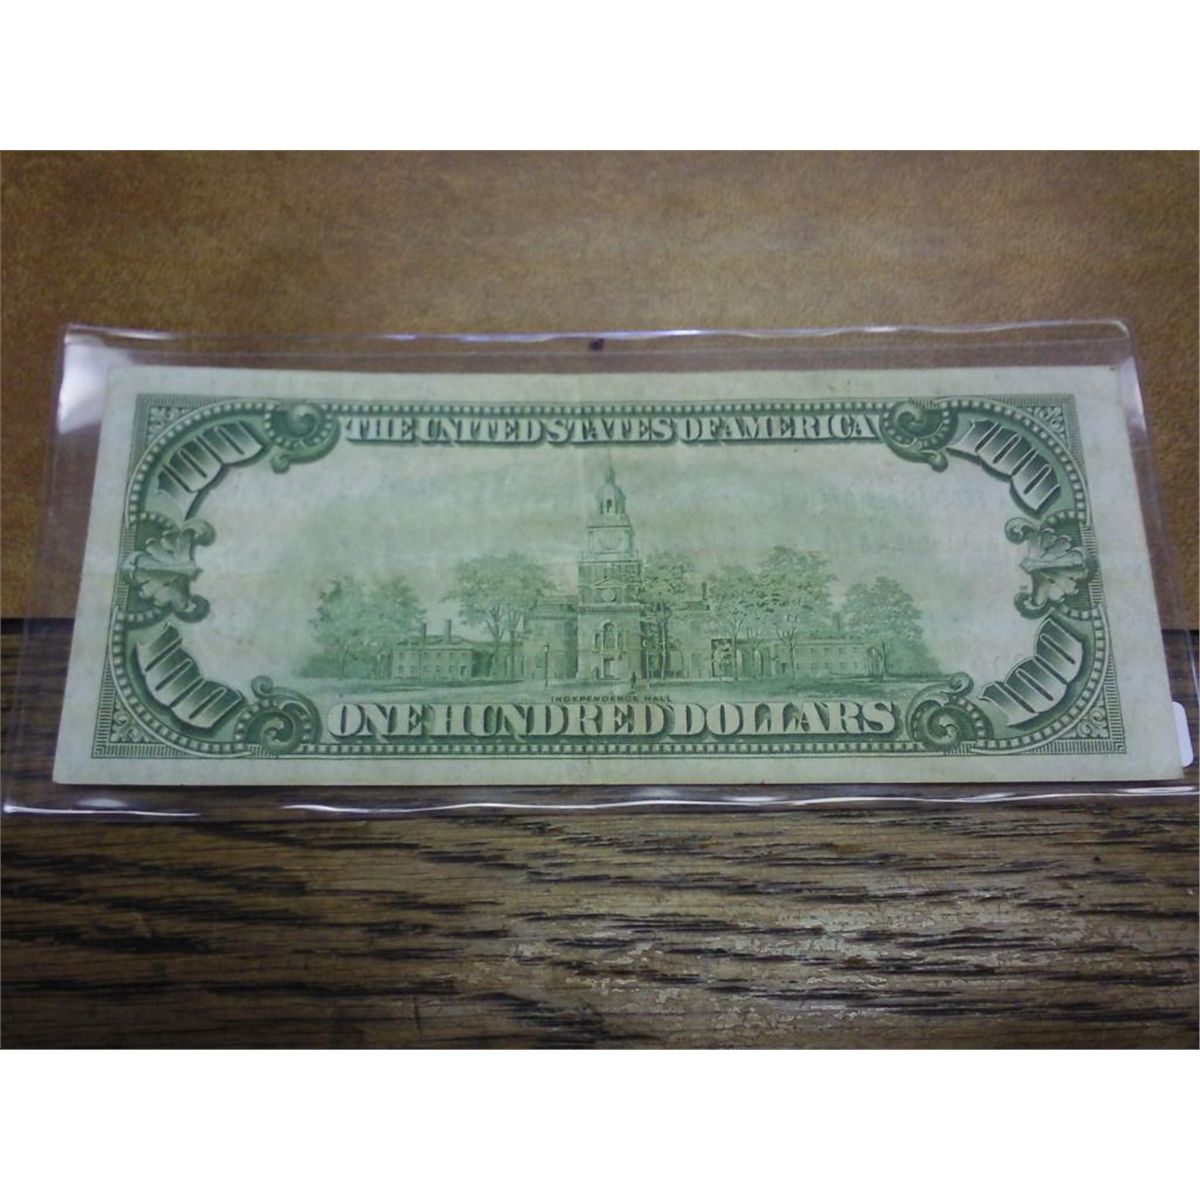 100 THE UNITED STATES OF AMERICA 100
INDEPENDENCE HALL
100 ONE HUNDRED DOLLARS 100